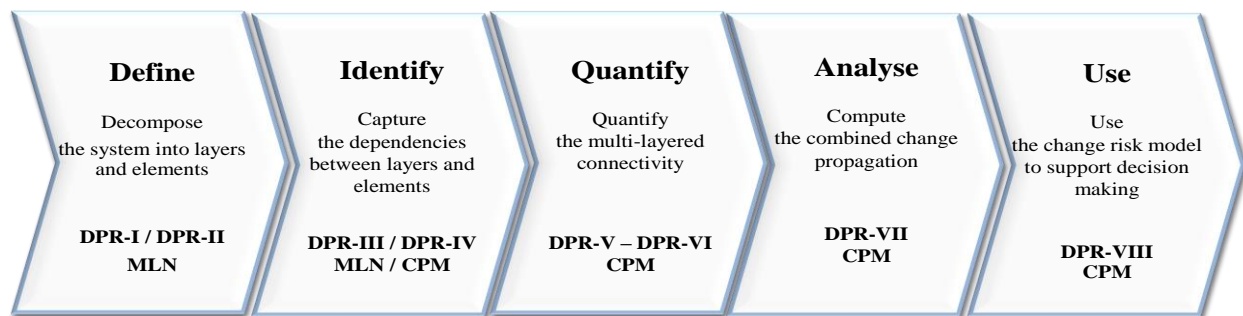 Define
Decompose
the system into layers
and elements
DPR-I / DPR-II
MLN
Identify
Capture
the dependencies
between layers and
elements
DPR-III / DPR-IV
MLN / CPM
Quantify
Quantify
the multi-layered
connectivity
DPR-V – DPR-VI
CPM
Analyse
Compute
the combined change
propagation
DPR-VII
CPM
Use
Use
the change risk model
to support decision
making
DPR-VIII
CPM